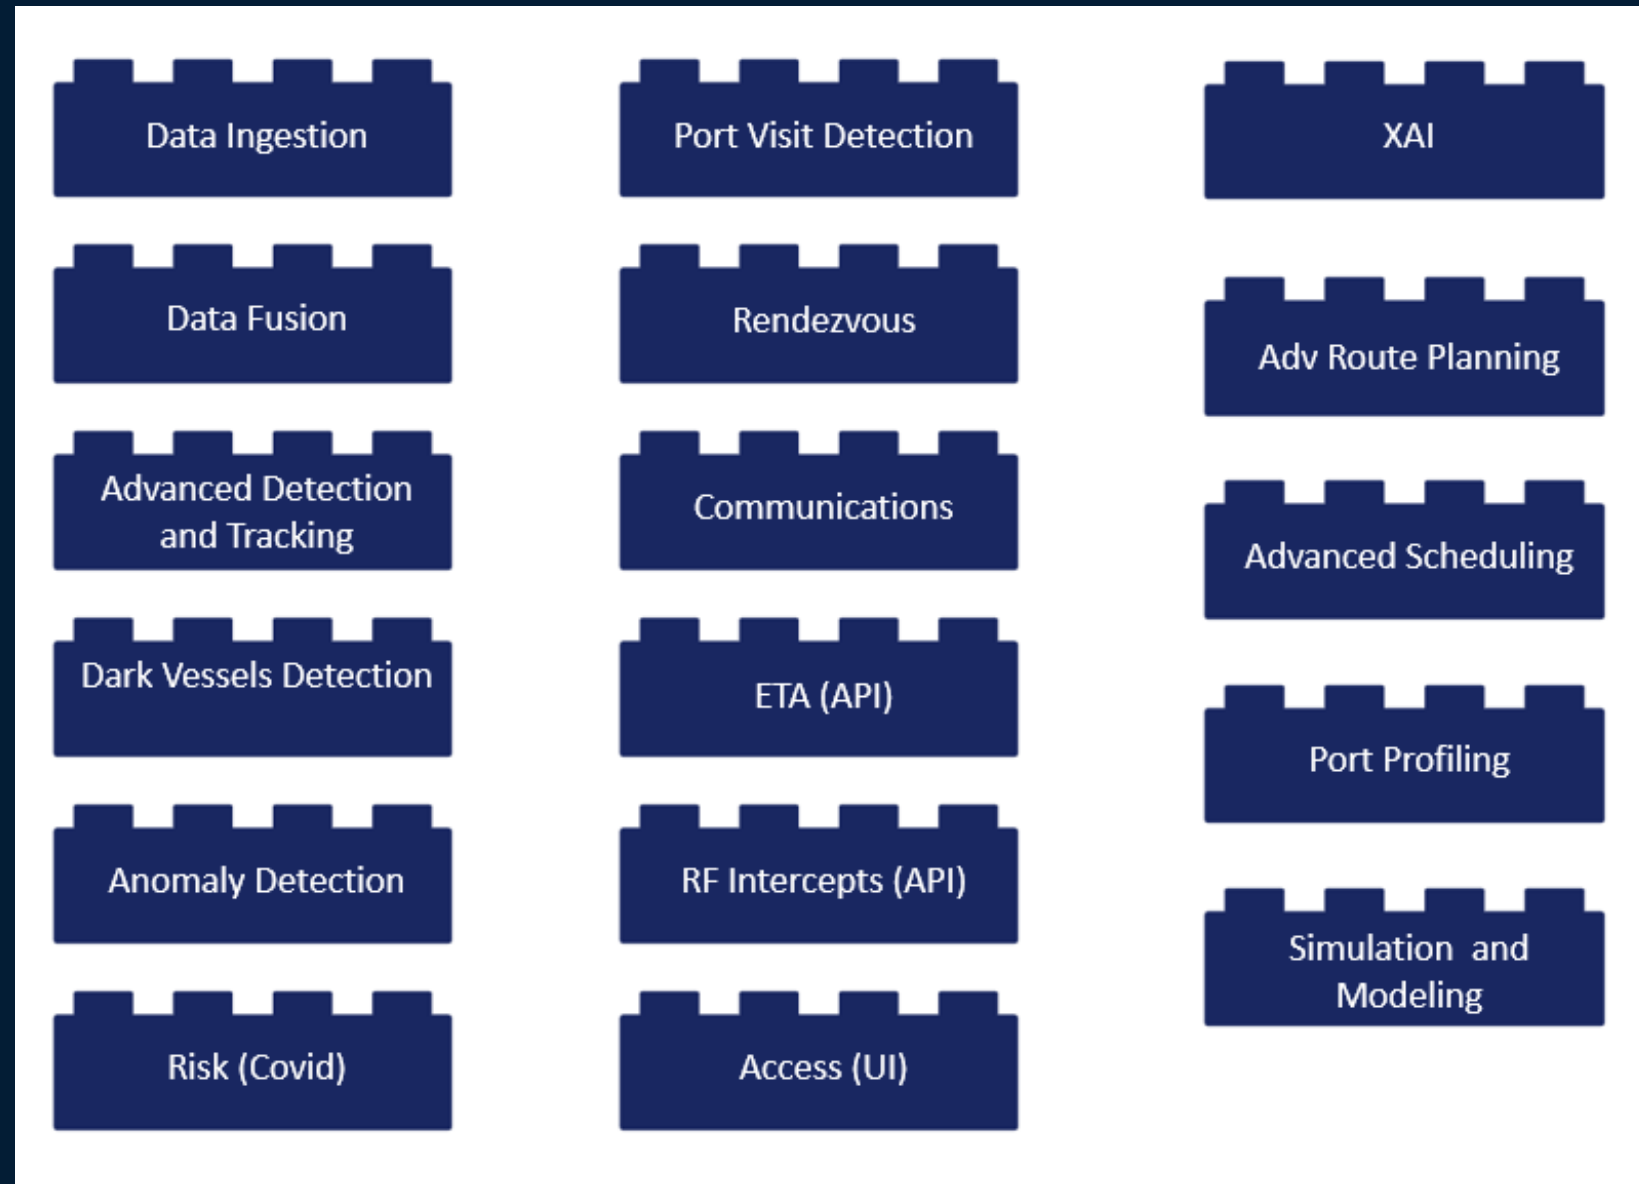 Data Ingestion
Data Fusion
Advanced Detection
and Tracking
Dark Vessels Detection
Anomaly Detection
Risk (Covid)
Port Visit Detection
Rendezvous
Communications
ETA (API)
RF Intercepts (API)
Access (UI)
XAI
Adv Route Planning
Advanced Scheduling
Port Profiling
Simulation  and
Modeling